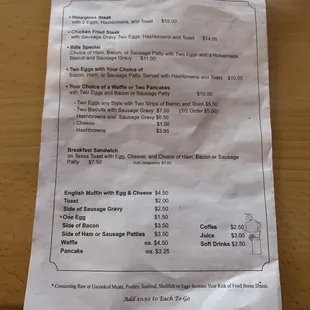 • Hourglass Steak
with 2 Eggs, Hashbrowns, and Toast $15.00
• Chicken Fried Steak
with Sausage Gravy Two Eggs, Hashbrowns and Toast $14.00
• Bills Special
Choice of Ham, Bacon, or Sausage Patty with Two Eggs and a Homemade
Biscuit and Sausage Gravy $11.00
• Two Eggs with Your Choice of
Bacon, Ham, or Sausage Patty. Served with Hashbrowns and Toast $10.00
• Your Choice of a Waffle or Two Pancakes
with Two Eggs and Bacon or Sausage Patty $10.00
- Two Eggs any Style with Two Strips of Bacon and Toast $5.50
- Two Biscuits with Sausage Gravy $7.50 (1/2 Order $5.50)
- Hashbrowns and Sausage Gravy $6.50
- Cheese $1.50
- Hashbrowns $3.95
Breakfast Sandwich
on Texas Toast with Egg, Cheese, and Choice of Ham, Bacon or Sausage
Patty $7.50 Add Jalapeno's
English Muffin with Egg & Cheese $4.50
Toast $2.00
Side of Sausage Gravy $2.50
*One Egg $1.50
Side of Bacon $3.50
Side of Ham or Sausage Patties $3.50
Waffle ea. $4.50
Pancake ea. $3.25
Coffee $2.50
Juice $3.00
Soft Drinks $2.50
* Consuming Raw or Uncooked Meats, Poultry, Seafood, Shellfish or Eggs Increase Your Risk of Food Borne Illness.
Add $0.50 to Each To-Go